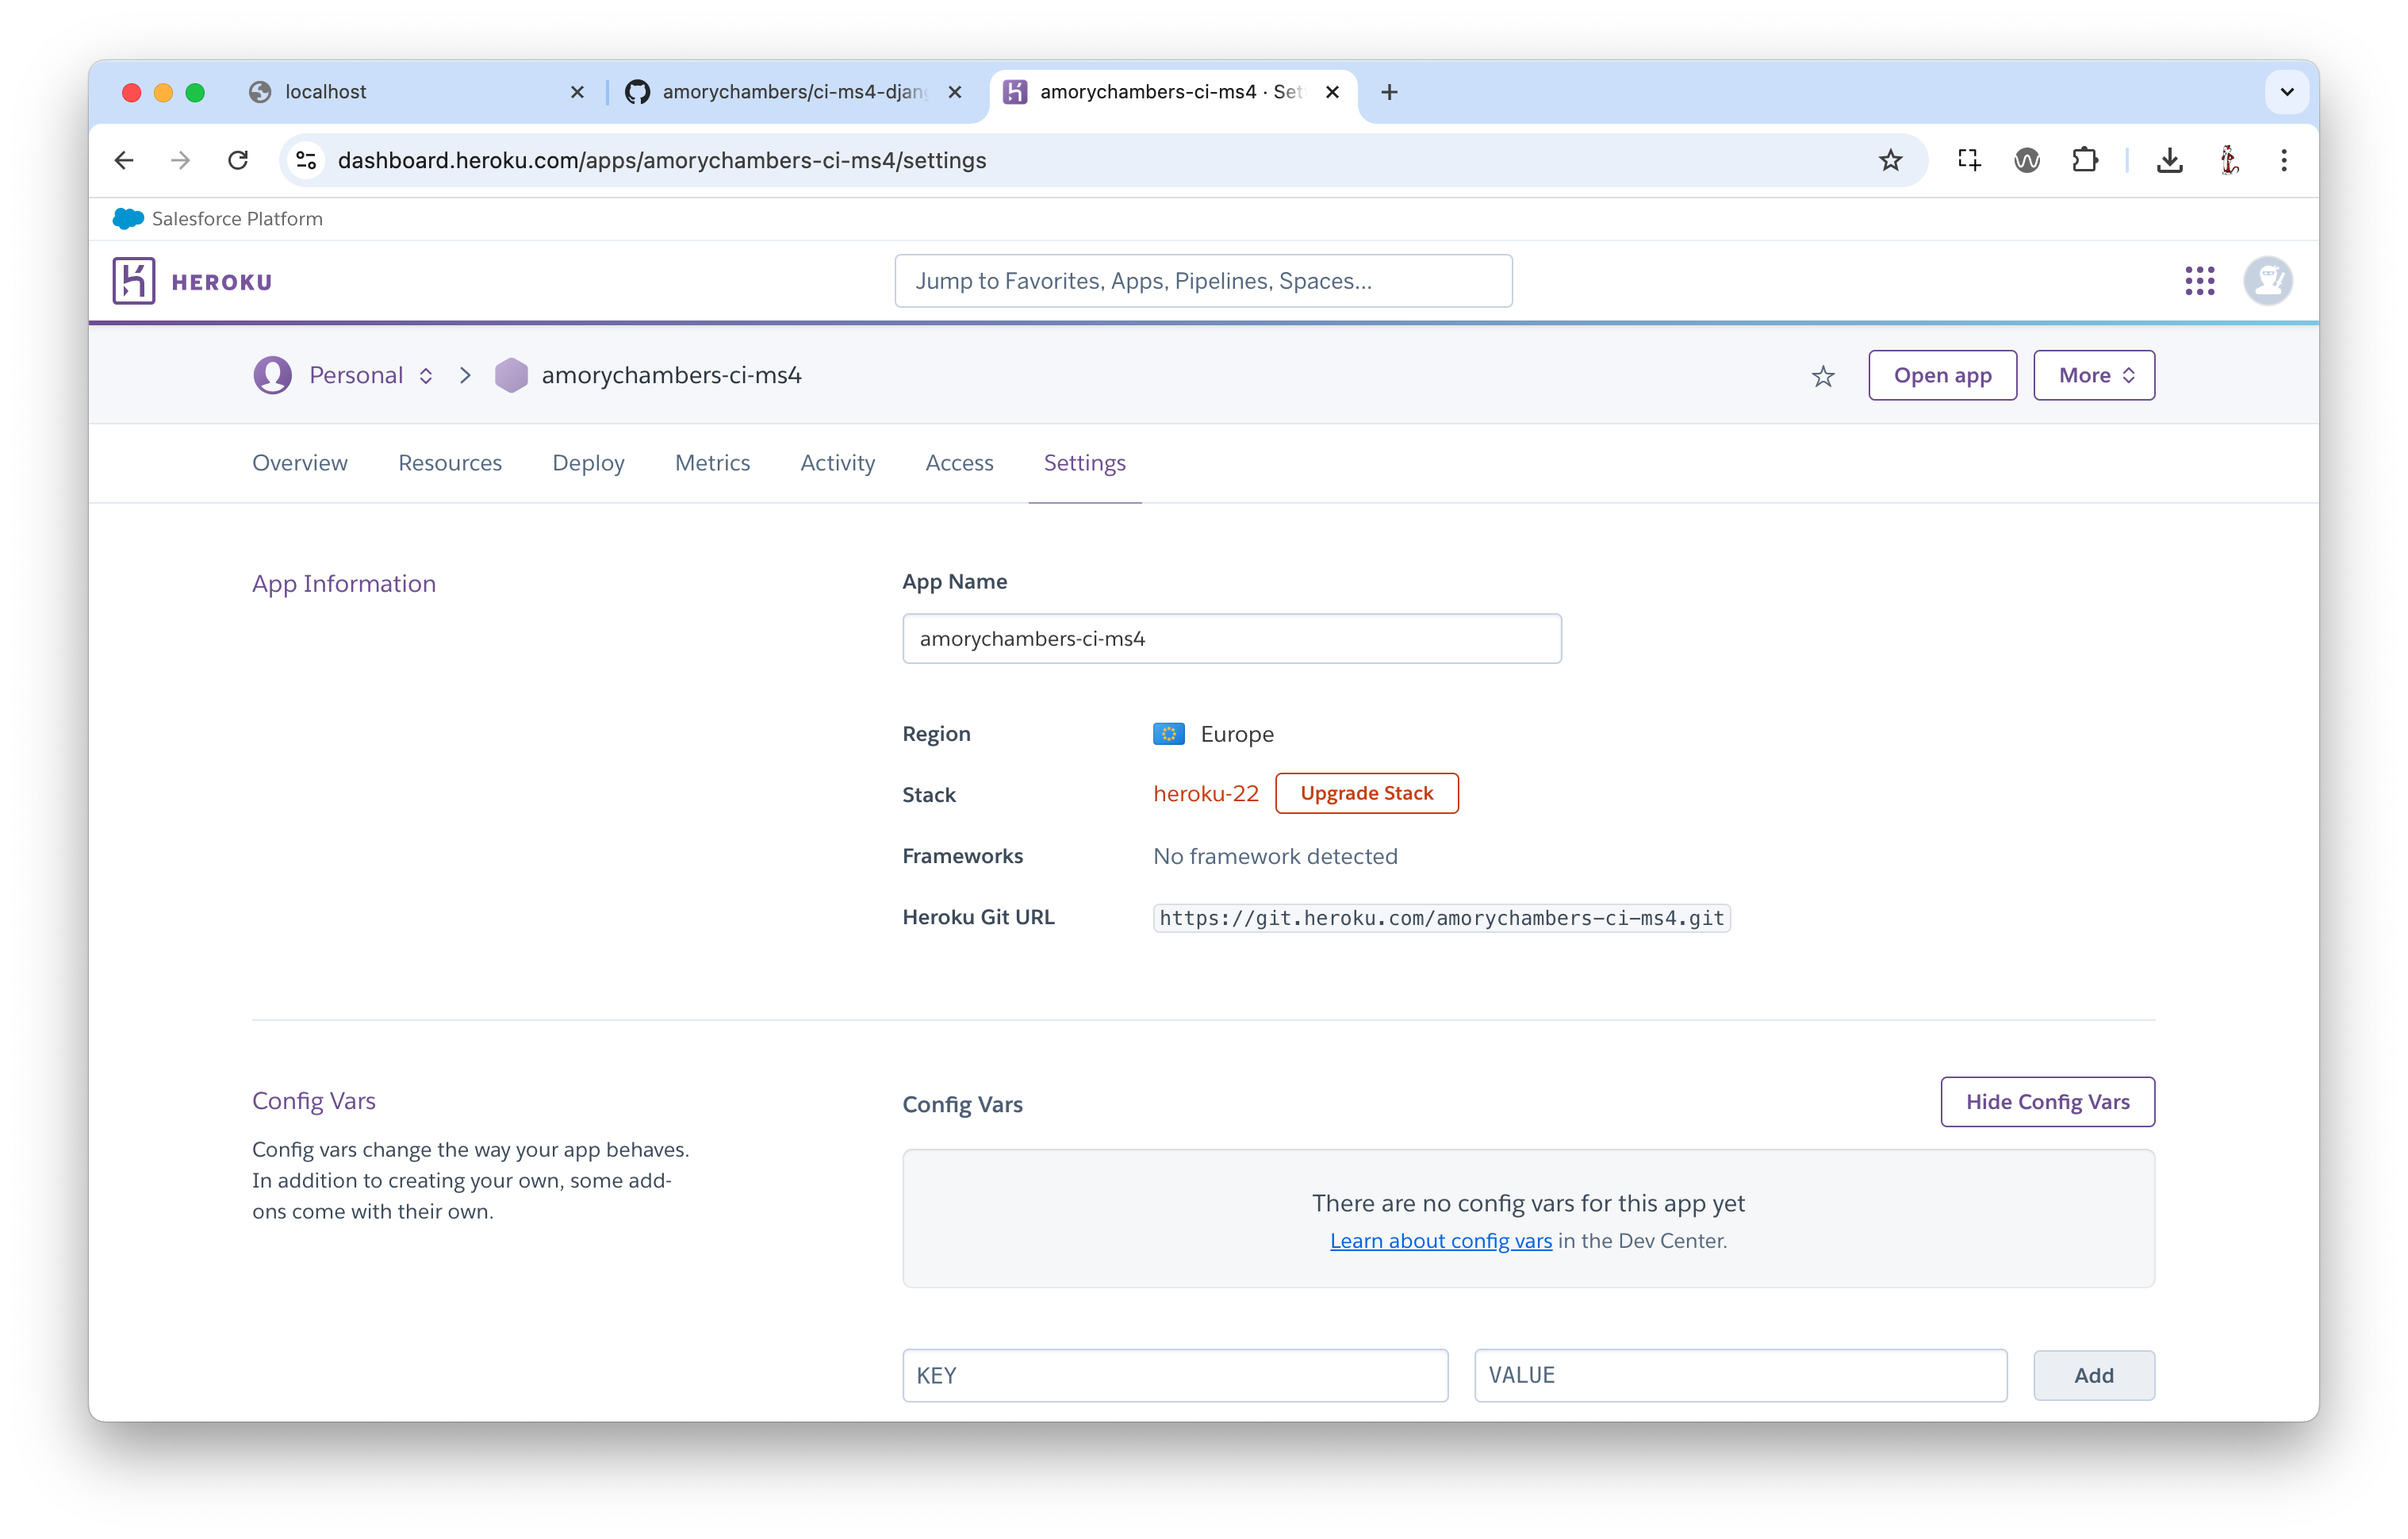 localhost
amorychambers/ci-ms4-djan
amorychambers-ci-ms4 · Set
dashboard.heroku.com/apps/amorychambers-ci-ms4/settings
Salesforce Platform
HEROKU
Jump to Favorites, Apps, Pipelines, Spaces...
Personal
amorychambers-ci-ms4
Open app
More
Overview
Resources
Deploy
Metrics
Activity
Access
Settings
App Information
App Name
amorychambers-ci-ms4
Region
Europe
Stack
heroku-22
Upgrade Stack
Frameworks
No framework detected
Heroku Git URL
https://git.heroku.com/amorychambers-ci-ms4.git
Config Vars
Config vars change the way your app behaves.
In addition to creating your own, some add-
ons come with their own.
Config Vars
Hide Config Vars
There are no config vars for this app yet
Learn about config vars in the Dev Center.
KEY
VALUE
Add